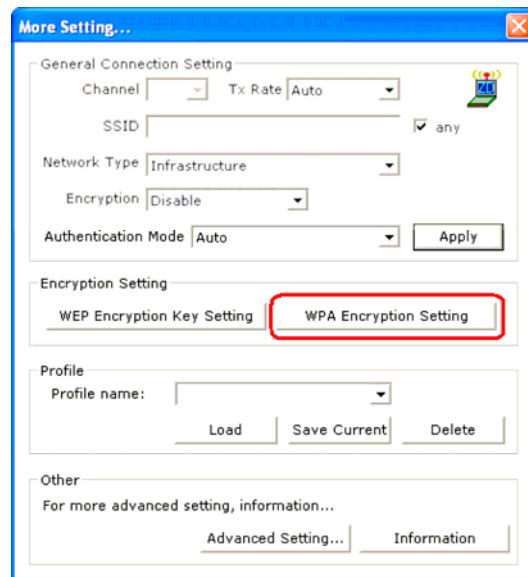 More Setting...
General Connection Setting
Channel Tx Rate Auto
SSID any
Network Type Infrastructure
Encryption Disable
Authentication Mode Auto Apply
Encryption Setting
WEP Encryption Key Setting WPA Encryption Setting
Profile
Profile name:
Load Save Current Delete
Other
For more advanced setting, information...
Advanced Setting... Information